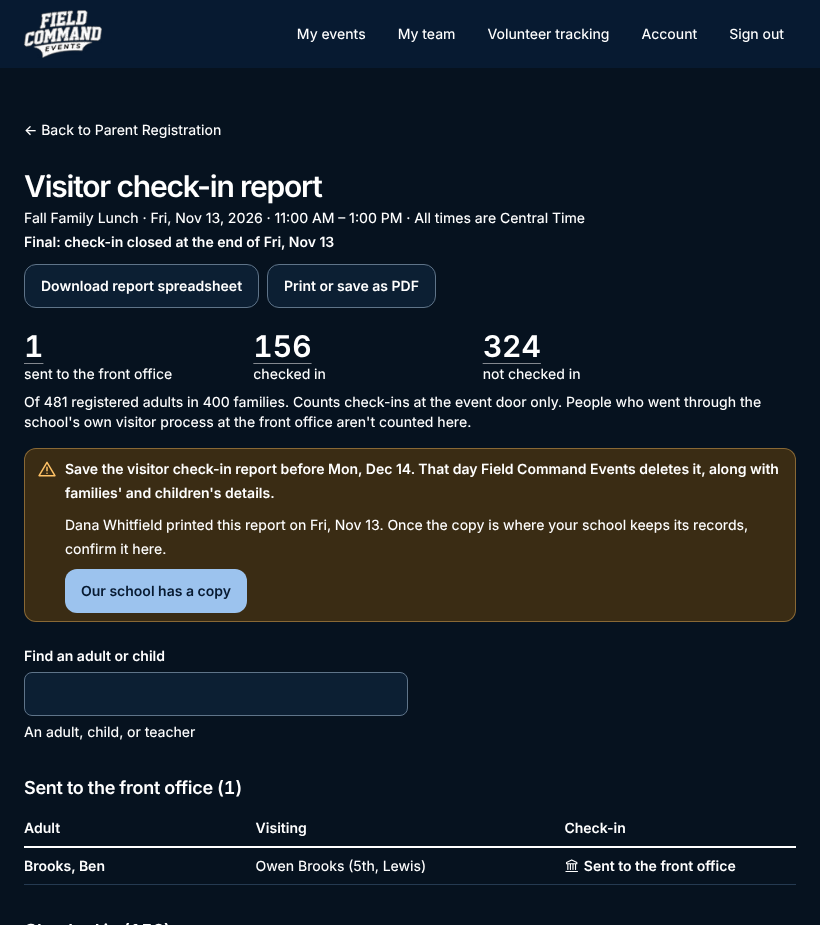 FIELD
COMMAND
EVENTS
My events
My team
Volunteer tracking
Account
Sign out
← Back to Parent Registration
Visitor check-in report
Fall Family Lunch · Fri, Nov 13, 2026 · 11:00 AM – 1:00 PM · All times are Central Time
Final: check-in closed at the end of Fri, Nov 13
Download report spreadsheet
Print or save as PDF
1
sent to the front office
156
checked in
324
not checked in
Of 481 registered adults in 400 families. Counts check-ins at the event door only. People who went through the
school's own visitor process at the front office aren't counted here.
Save the visitor check-in report before Mon, Dec 14. That day Field Command Events deletes it, along with
families' and children's details.
Dana Whitfield printed this report on Fri, Nov 13. Once the copy is where your school keeps its records,
confirm it here.
Our school has a copy
Find an adult or child
An adult, child, or teacher
Sent to the front office (1)
Adult Visiting Check-in
Brooks, Ben Owen Brooks (5th, Lewis) Sent to the front office